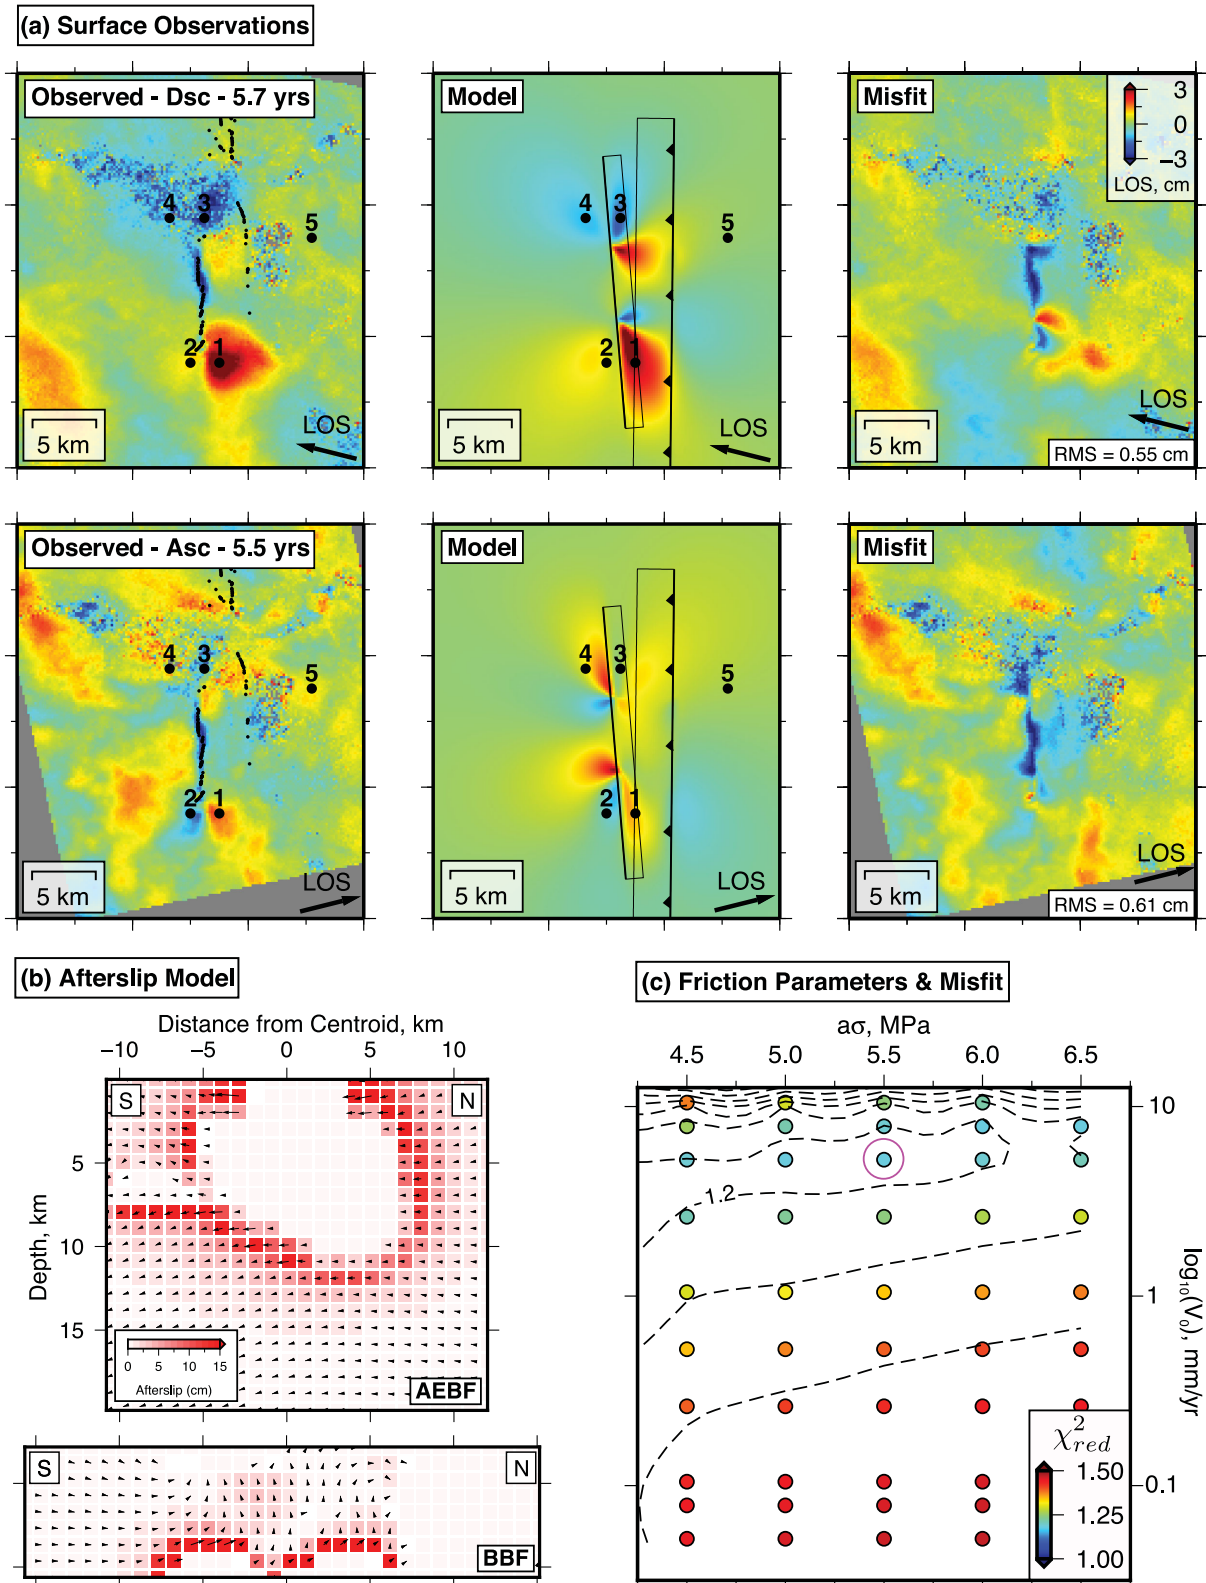 (a) Surface Observations
Observed - Dsc - 5.7 yrs
4
3
5
2
1
5 km
LOS
Model
4
3
5
2
1
5 km
LOS
Misfit
3
0
−3
LOS, cm
LOS
5 km
RMS = 0.55 cm
Observed - Asc - 5.5 yrs
4
3
5
2
1
5 km
LOS
Model
4
3
5
2
1
5 km
LOS
Misfit
LOS
5 km
RMS = 0.61 cm
(b) Afterslip Model
Distance from Centroid, km
−10 −5 0 5 10
S N
5
10
15
Depth, km
0 5 10 15
Afterslip (cm)
AEBF
S N
BBF
(c) Friction Parameters & Misfit
aσ, MPa
4.5 5.0 5.5 6.0 6.5
1.2
10
1
0.1
log₁₀(V₀), mm/yr
χ²red
1.50
1.25
1.00